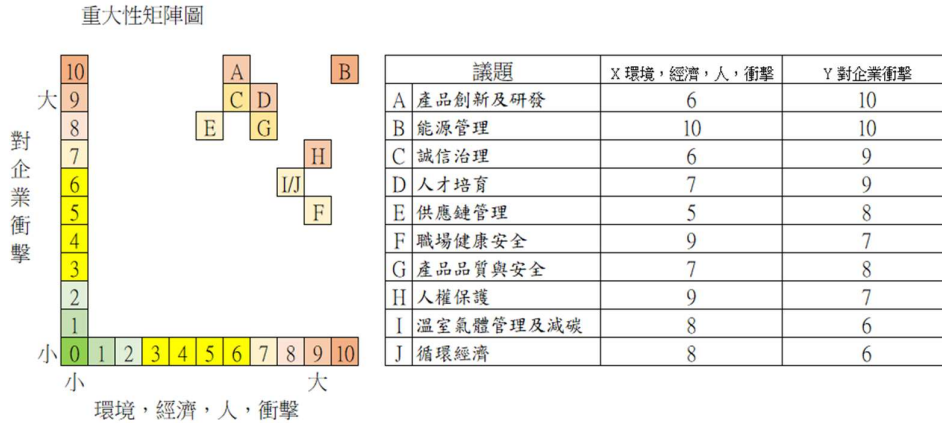 重大性矩陣圖
10 A B
大 9 C D
8 E G
7 H
6 I/J
5 F
4
3
2
1
小 0 1 2 3 4 5 6 7 8 9 10
小 大
對企業衝擊
環境，經濟，人，衝擊
議題 X 環境，經濟，人，衝擊 Y 對企業衝擊
A 產品創新及研發 6 10
B 能源管理 10 10
C 誠信治理 6 9
D 人才培育 7 9
E 供應鏈管理 5 8
F 職場健康安全 9 7
G 產品品質與安全 7 8
H 人權保護 9 7
I 溫室氣體管理及減碳 8 6
J 循環經濟 8 6